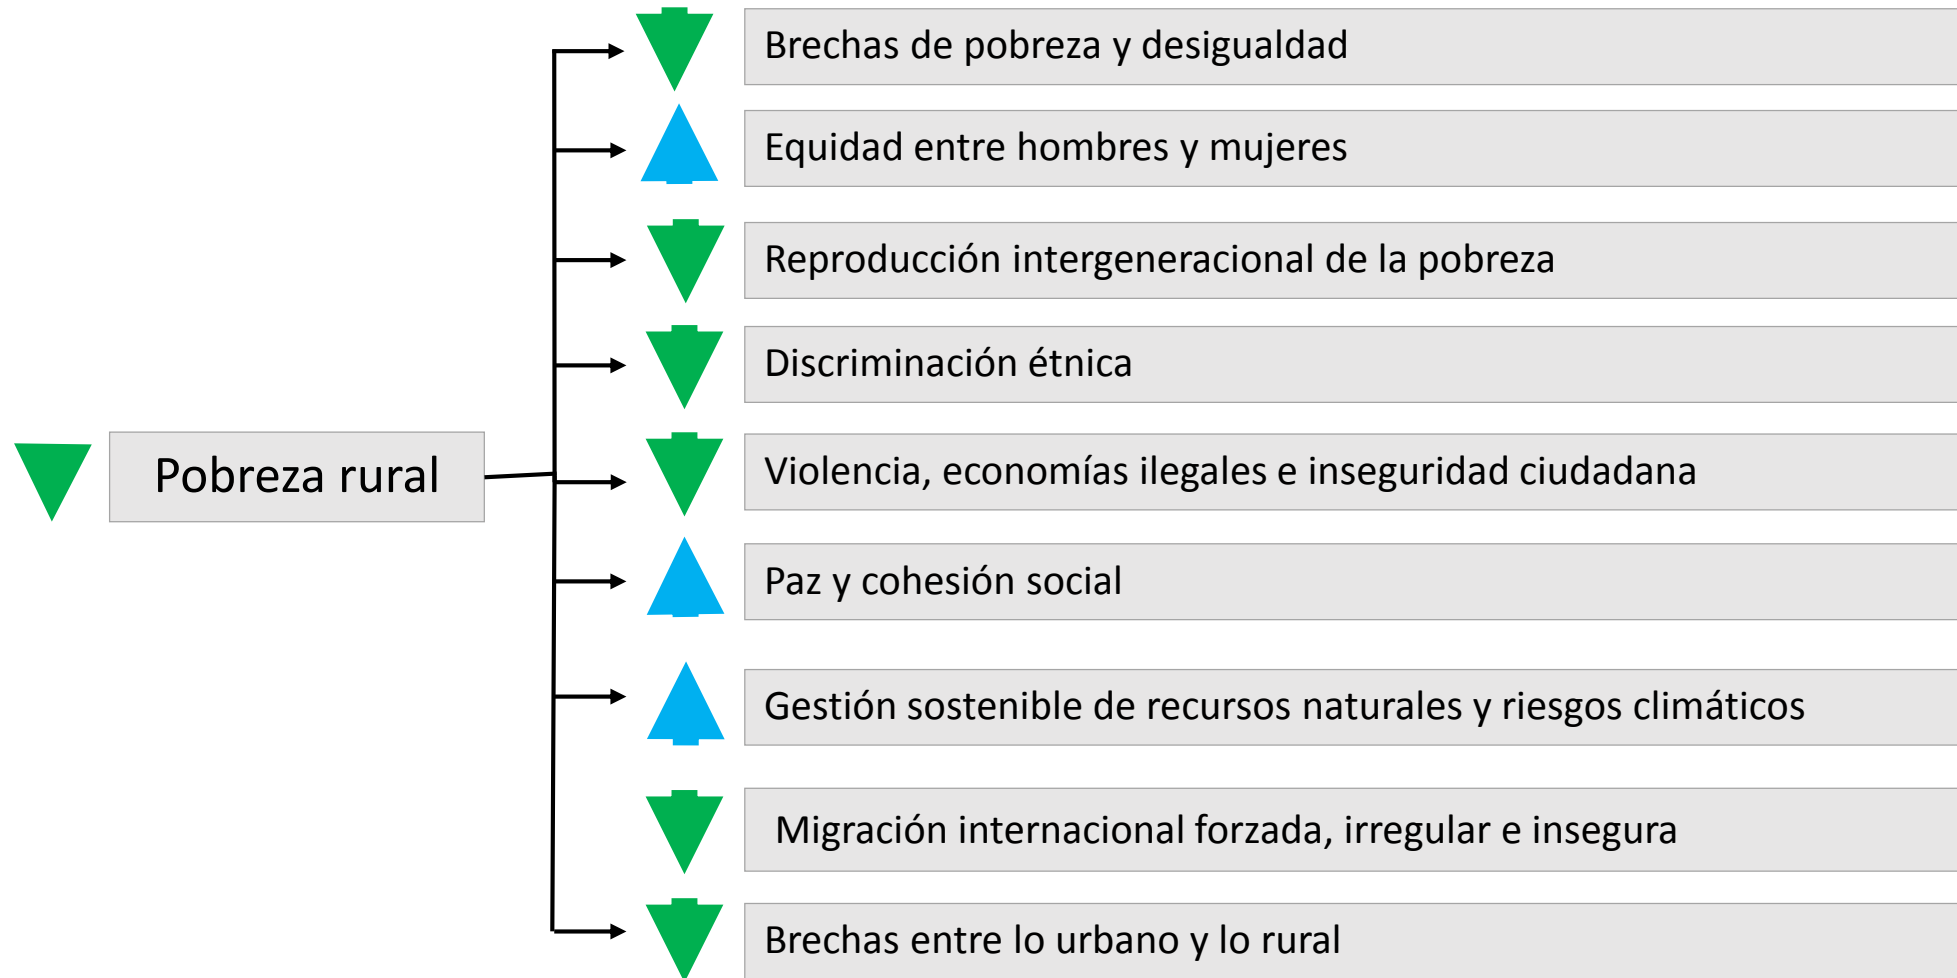 Brechas de pobreza y desigualdad
Equidad entre hombres y mujeres
Reproducción intergeneracional de la pobreza
Discriminación étnica
Pobreza rural
Violencia, economías ilegales e inseguridad ciudadana
Paz y cohesión social
Gestión sostenible de recursos naturales y riesgos climáticos
Migración internacional forzada, irregular e insegura
Brechas entre lo urbano y lo rural